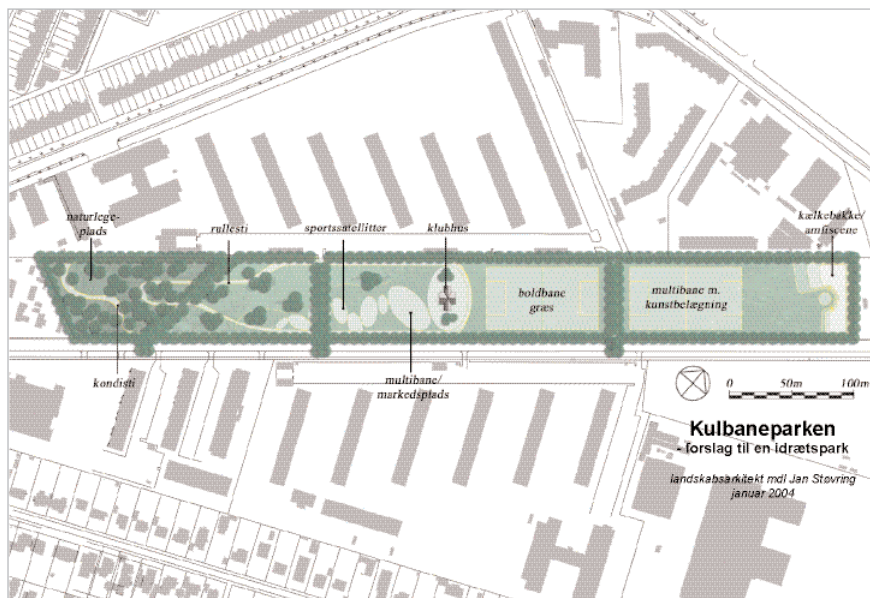 naturlege-
plads
rullesti
sportssatellitter
klubhus
kælkebakke/
amfiscene
boldbane
græs
multibane m.
kunstbelægning
kondisti
multibane/
markedsplads
0 50m 100m
Kulbaneparken
- forslag til en idrætspark
landskabsarkitekt mdl Jan Støvring
januar 2004